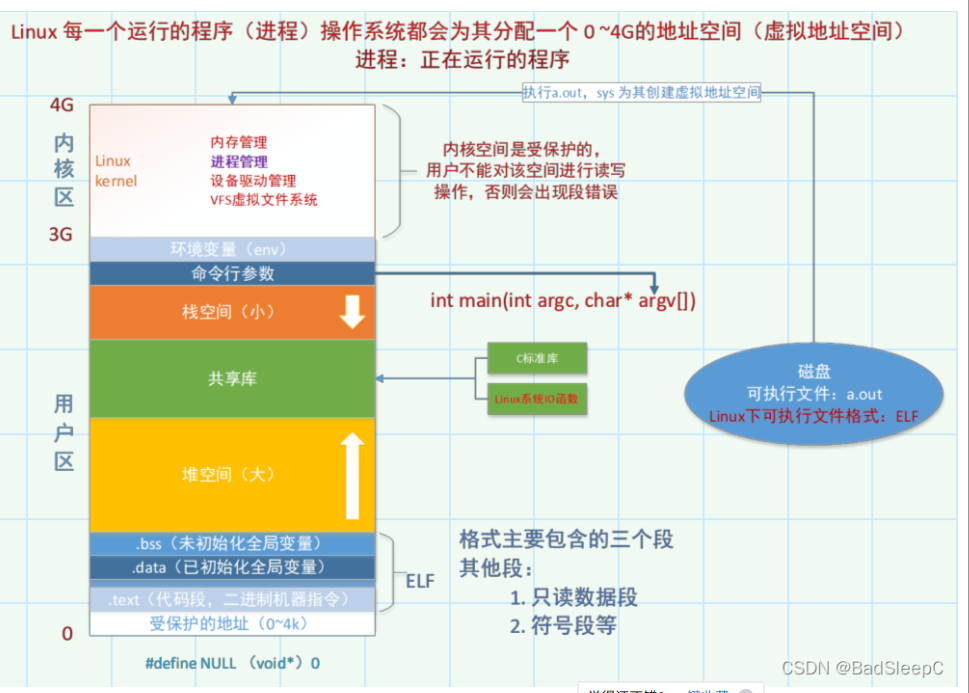 Linux 每一个运行的程序（进程）操作系统都会为其分配一个 0 ~4G的地址空间（虚拟地址空间）
进程：正在运行的程序
执行a.out，sys 为其创建虚拟地址空间
4G
内核区
Linux
kernel
内存管理
进程管理
设备驱动管理
VFS虚拟文件系统
内核空间是受保护的，
用户不能对该空间进行读写
操作，否则会出现段错误
3G
环境变量（env）
命令行参数
int main(int argc, char* argv[])
栈空间（小）
共享库
C标准库
Linux系统IO函数
磁盘
可执行文件：a.out
Linux下可执行文件格式：ELF
用户区
堆空间（大）
.bss（未初始化全局变量）
.data（已初始化全局变量）
.text（代码段，二进制机器指令）
ELF
格式主要包含的三个段
其他段：
1. 只读数据段
2. 符号段等
受保护的地址（0~4k）
0
#define NULL （void*）0
CSDN @BadSleepC